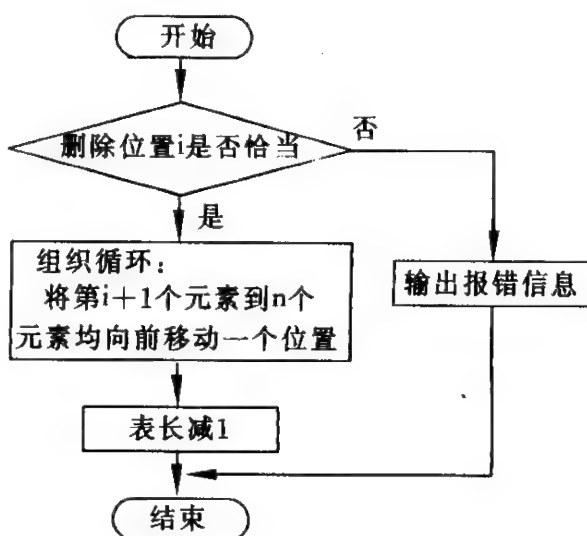 开始
删除位置i是否恰当
否
是
组织循环：
将第i+1个元素到n个
元素均向前移动一个位置
输出报错信息
表长减1
结束